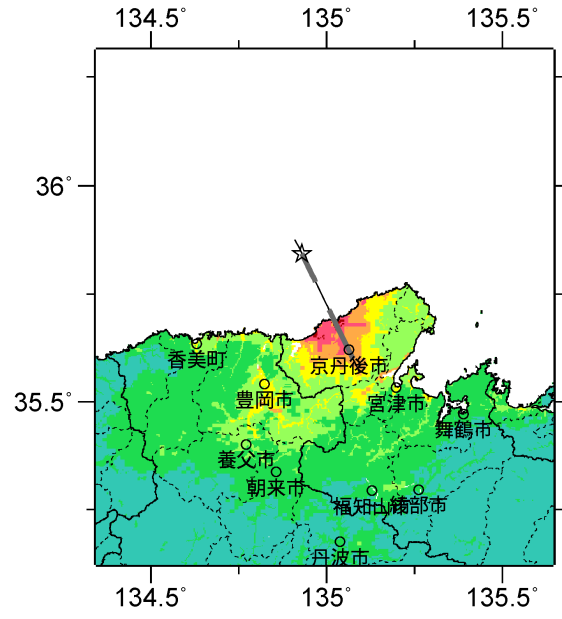 134.5° 135° 135.5°
36°
香美町
京丹後市
豊岡市
35.5°
宮津市
舞鶴市
養父市
朝来市
福知山市
綾部市
丹波市
134.5° 135° 135.5°